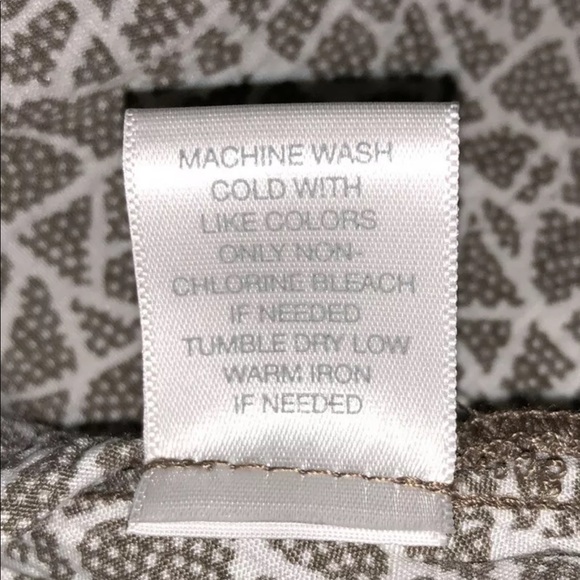 MACHINE WASH
COLD WITH
LIKE COLORS
ONLY NON-
CHLORINE BLEACH
IF NEEDED
TUMBLE DRY LOW
WARM IRON
IF NEEDED